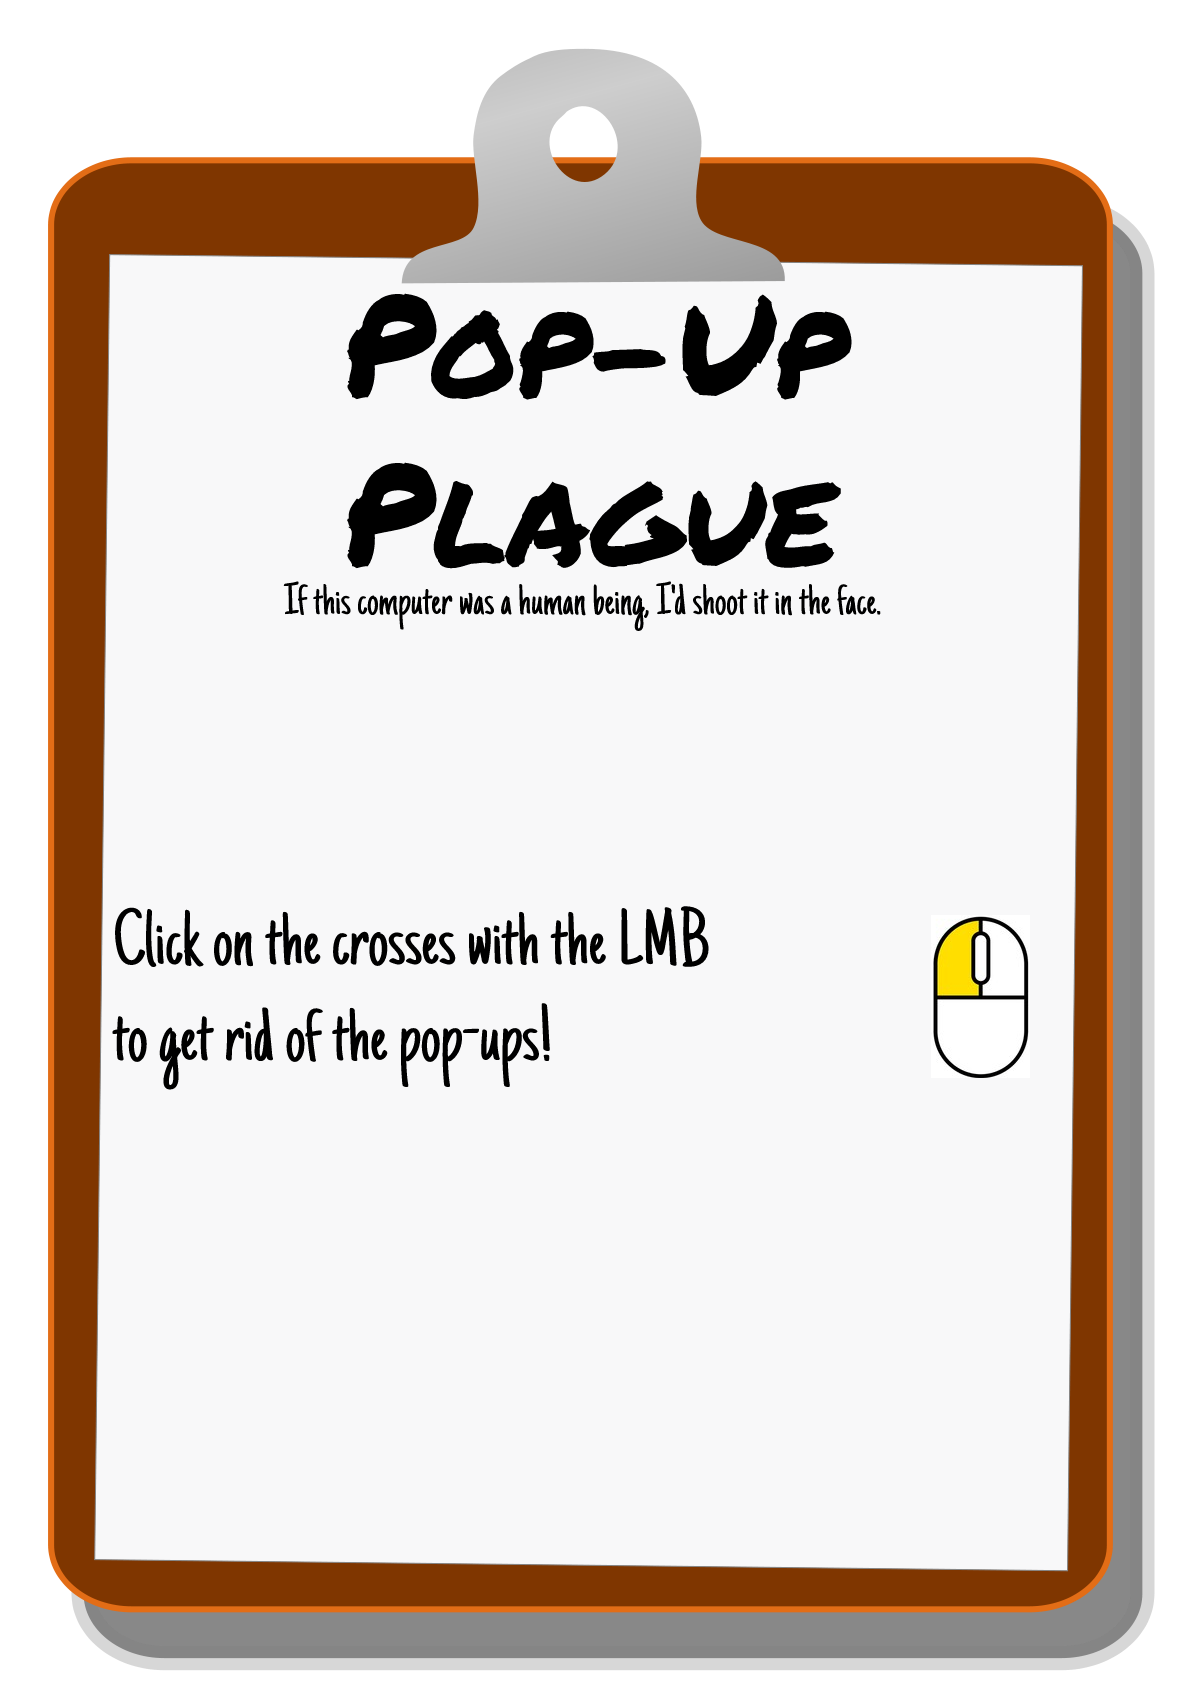 Pop-Up
Plague
If this computer was a human being, I'd shoot it in the face.
Click on the crosses with the LMB
to get rid of the pop-ups!